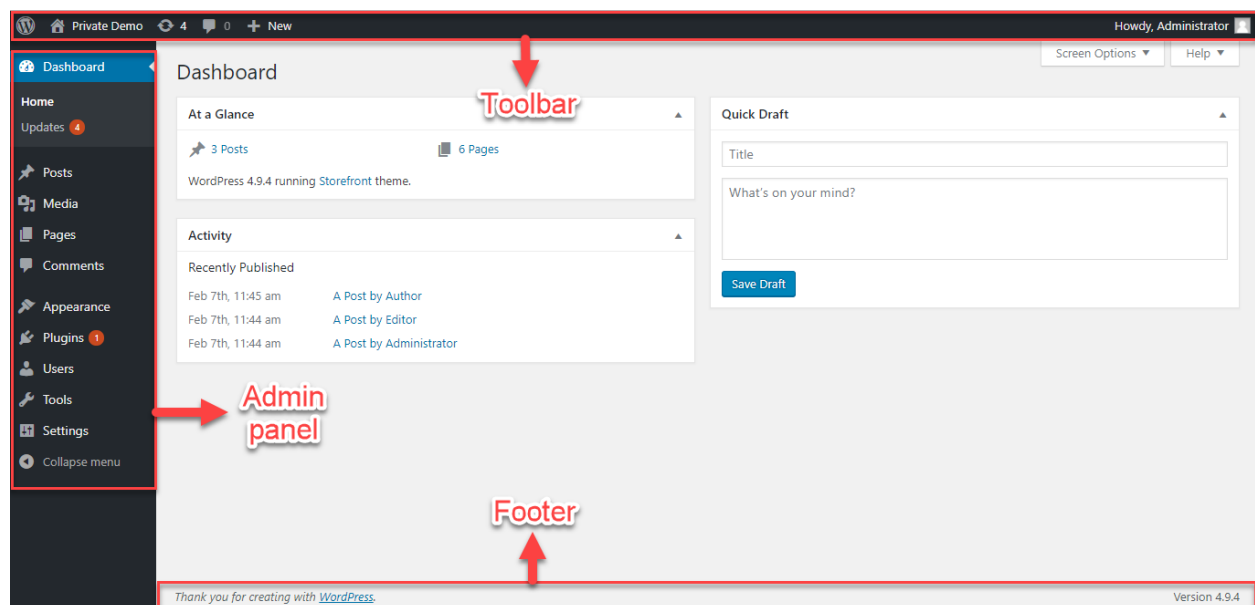 Private Demo 4 0 New Howdy, Administrator
Screen Options ▼ Help ▼
Dashboard
Home
Updates 4
Posts
Media
Pages
Comments
Appearance
Plugins 1
Users
Tools
Settings
Collapse menu
Dashboard
Toolbar
At a Glance
3 Posts 6 Pages
WordPress 4.9.4 running Storefront theme.
Activity
Recently Published
Feb 7th, 11:45 am A Post by Author
Feb 7th, 11:44 am A Post by Editor
Feb 7th, 11:44 am A Post by Administrator
Quick Draft
Title
What's on your mind?
Save Draft
Admin
panel
Footer
Thank you for creating with WordPress. Version 4.9.4